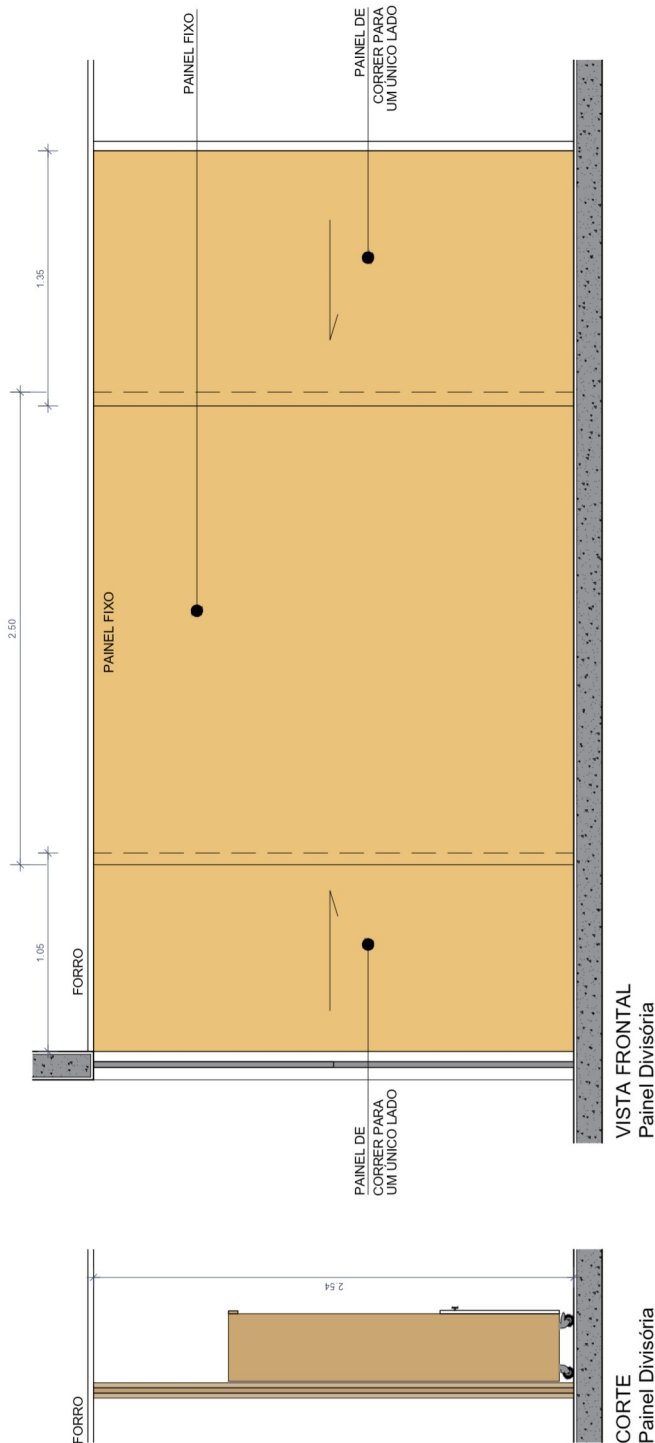 FORRO
2.54
CORTE
Painel Divisória
1.05
2.50
1.35
FORRO
PAINEL FIXO
PAINEL FIXO
PAINEL DE
CORRER PARA
UM ÚNICO LADO
PAINEL DE
CORRER PARA
UM ÚNICO LADO
VISTA FRONTAL
Painel Divisória